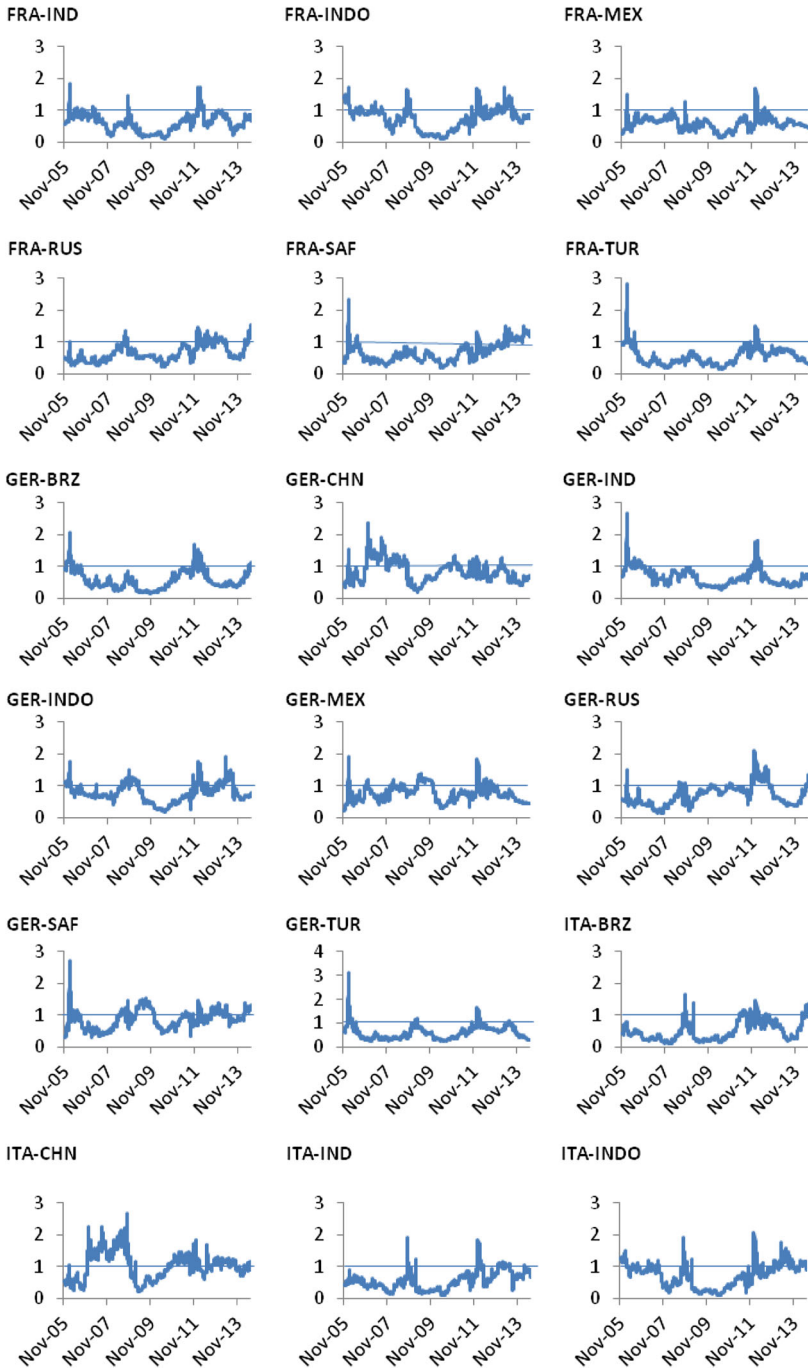 FRA-IND FRA-INDO FRA-MEX
3 3 3
2 2 2
1 1 1
0 0 0
Nov-05 Nov-07 Nov-09 Nov-11 Nov-13 Nov-05 Nov-07 Nov-09 Nov-11 Nov-13 Nov-05 Nov-07 Nov-09 Nov-11 Nov-13
FRA-RUS FRA-SAF FRA-TUR
3 3 3
2 2 2
1 1 1
0 0 0
Nov-05 Nov-07 Nov-09 Nov-11 Nov-13 Nov-05 Nov-07 Nov-09 Nov-11 Nov-13 Nov-05 Nov-07 Nov-09 Nov-11 Nov-13
GER-BRZ GER-CHN GER-IND
3 3 3
2 2 2
1 1 1
0 0 0
Nov-05 Nov-07 Nov-09 Nov-11 Nov-13 Nov-05 Nov-07 Nov-09 Nov-11 Nov-13 Nov-05 Nov-07 Nov-09 Nov-11 Nov-13
GER-INDO GER-MEX GER-RUS
3 3 3
2 2 2
1 1 1
0 0 0
Nov-05 Nov-07 Nov-09 Nov-11 Nov-13 Nov-05 Nov-07 Nov-09 Nov-11 Nov-13 Nov-05 Nov-07 Nov-09 Nov-11 Nov-13
GER-SAF GER-TUR ITA-BRZ
3 4 3
2 3 2
1 2 1
0 1 0
0
Nov-05 Nov-07 Nov-09 Nov-11 Nov-13 Nov-05 Nov-07 Nov-09 Nov-11 Nov-13 Nov-05 Nov-07 Nov-09 Nov-11 Nov-13
ITA-CHN ITA-IND ITA-INDO
3 3 3
2 2 2
1 1 1
0 0 0
Nov-05 Nov-07 Nov-09 Nov-11 Nov-13 Nov-05 Nov-07 Nov-09 Nov-11 Nov-13 Nov-05 Nov-07 Nov-09 Nov-11 Nov-13